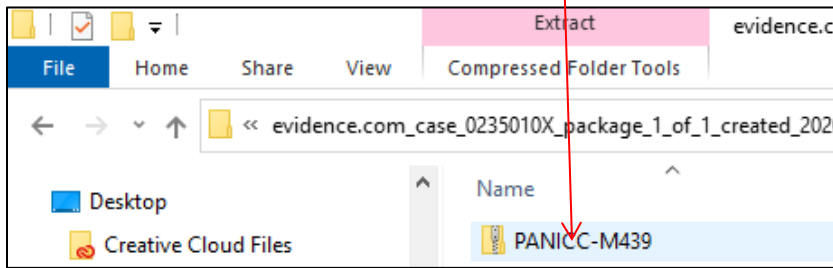 Extract evidence.c
File Home Share View Compressed Folder Tools
« evidence.com_case_0235010X_package_1_of_1_created_202
Desktop Name
Creative Cloud Files PANICC-M439